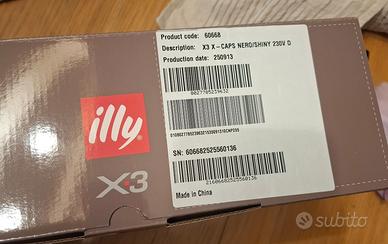 Product code: 60668
Description: X3 X-CAPS NERO/SHINY 230V D
Production date: 250913
SN: 606682525560136
21606682525560136
Made in China
illy
X3
subito